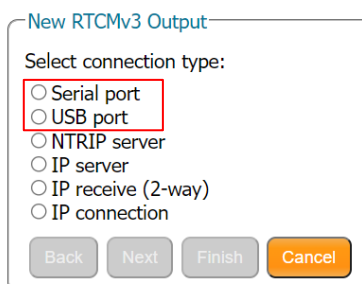 New RTCMv3 Output
Select connection type:
Serial port
USB port
NTRIP server
IP server
IP receive (2-way)
IP connection
Back Next Finish Cancel